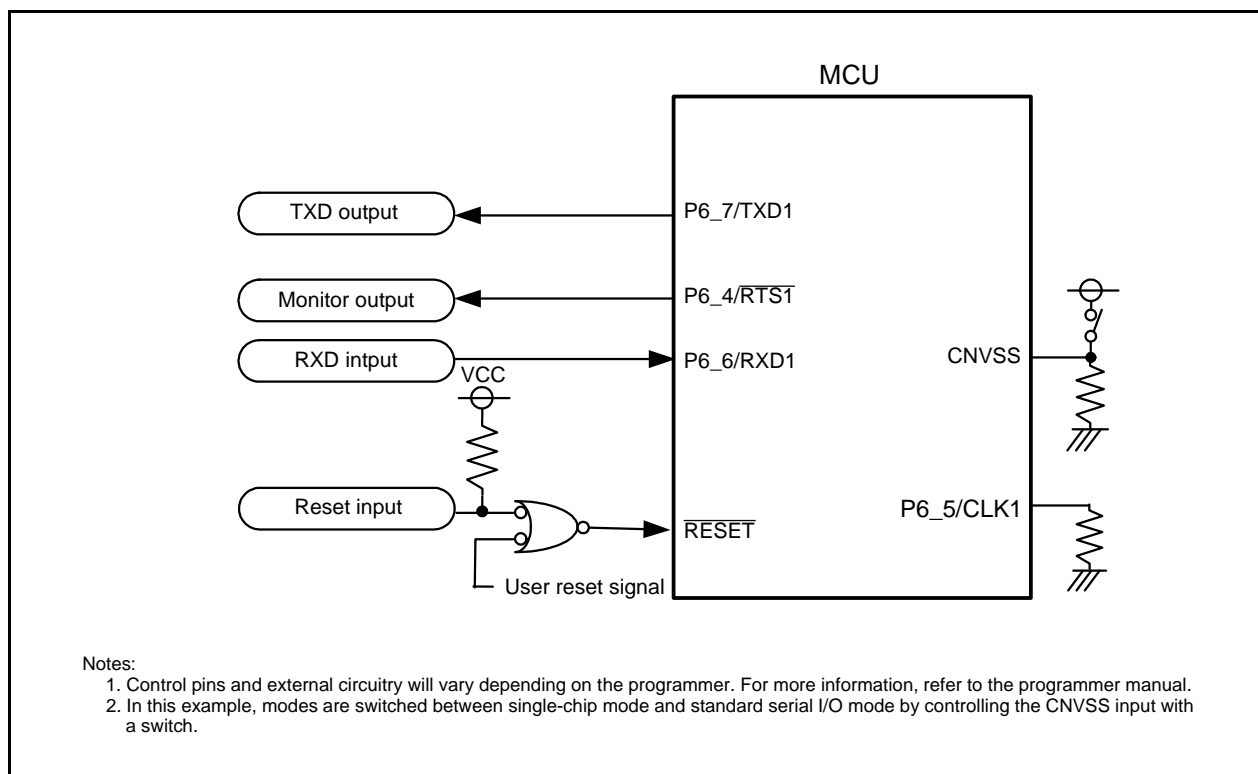 MCU
TXD output
P6_7/TXD1
Monitor output
P6_4/RTS1
RXD intput
P6_6/RXD1
CNVSS
VCC
Reset input
P6_5/CLK1
RESET
User reset signal
Notes:
1. Control pins and external circuitry will vary depending on the programmer. For more information, refer to the programmer manual.
2. In this example, modes are switched between single-chip mode and standard serial I/O mode by controlling the CNVSS input with
a switch.